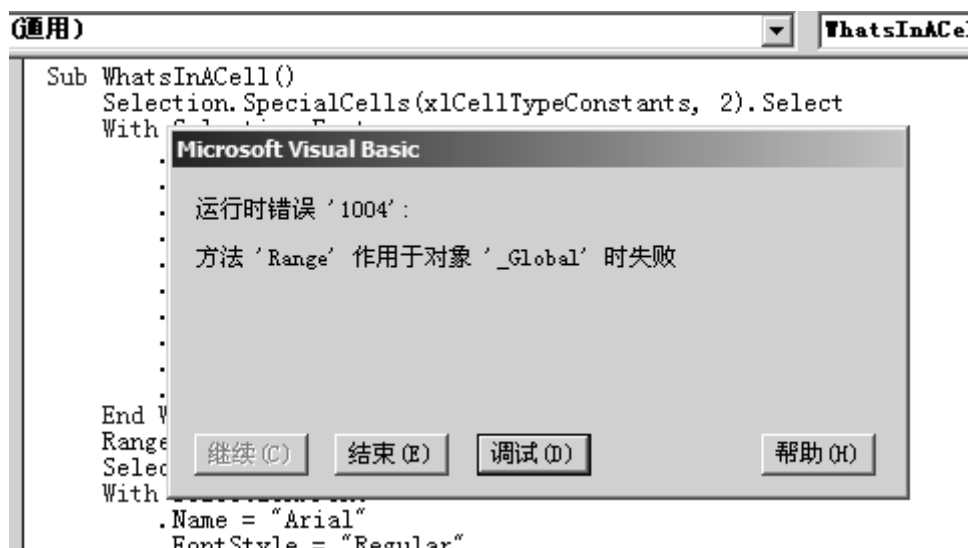 (通用)
WhatsInACel
Sub WhatsInACell()
Selection.SpecialCells(xlCellTypeConstants, 2).Select
With
Microsoft Visual Basic
运行时错误 '1004':
方法 'Range' 作用于对象 '_Global' 时失败
End
Range
Selec
继续(C) 结束(E) 调试(D) 帮助(H)
With
.Name = "Arial"
FontStyle = "Regular"